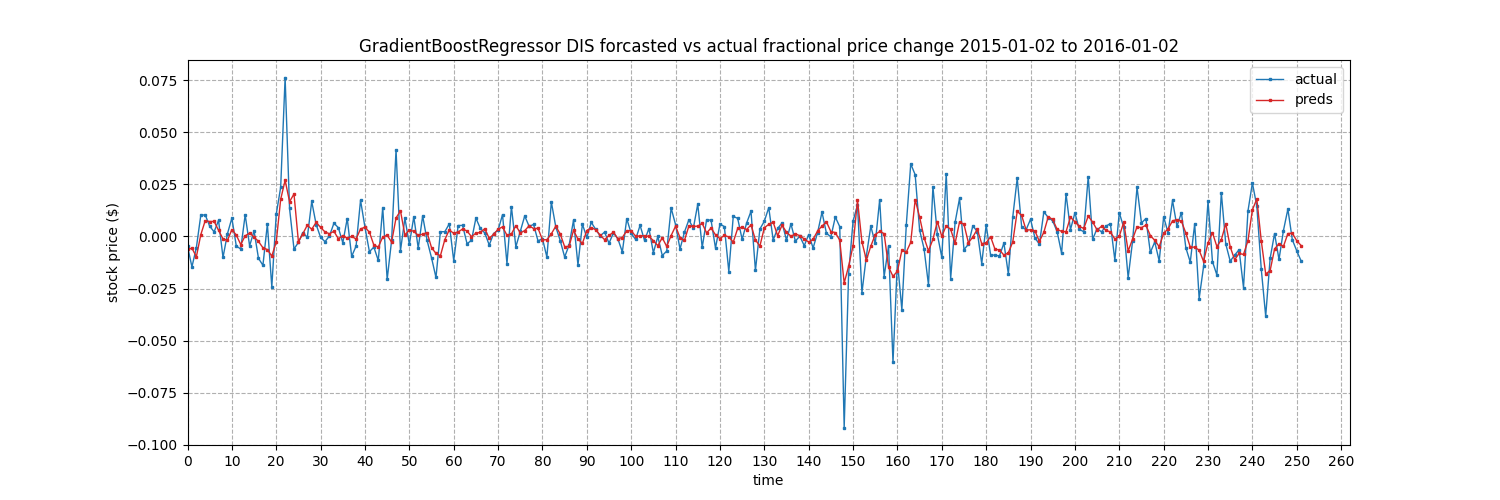 GradientBoostRegressor DIS forcasted vs actual fractional price change 2015-01-02 to 2016-01-02
actual
preds
stock price ($)
0.075
0.050
0.025
0.000
−0.025
−0.050
−0.075
−0.100
0 10 20 30 40 50 60 70 80 90 100 110 120 130 140 150 160 170 180 190 200 210 220 230 240 250 260
time